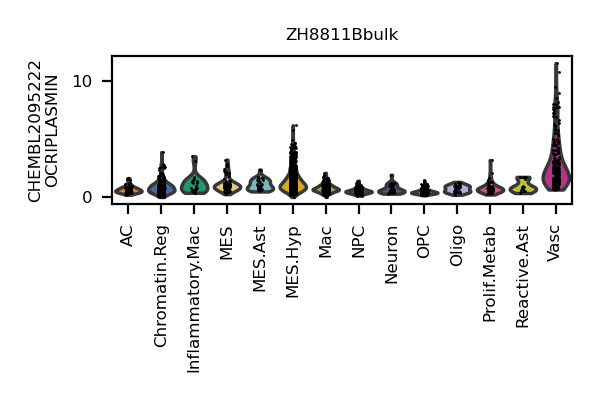 ZH8811Bbulk
CHEMBL2095222
OCRIPLASMIN
10
0
AC
Chromatin.Reg
Inflammatory.Mac
MES
MES.Ast
MES.Hyp
Mac
NPC
Neuron
OPC
Oligo
Prolif.Metab
Reactive.Ast
Vasc